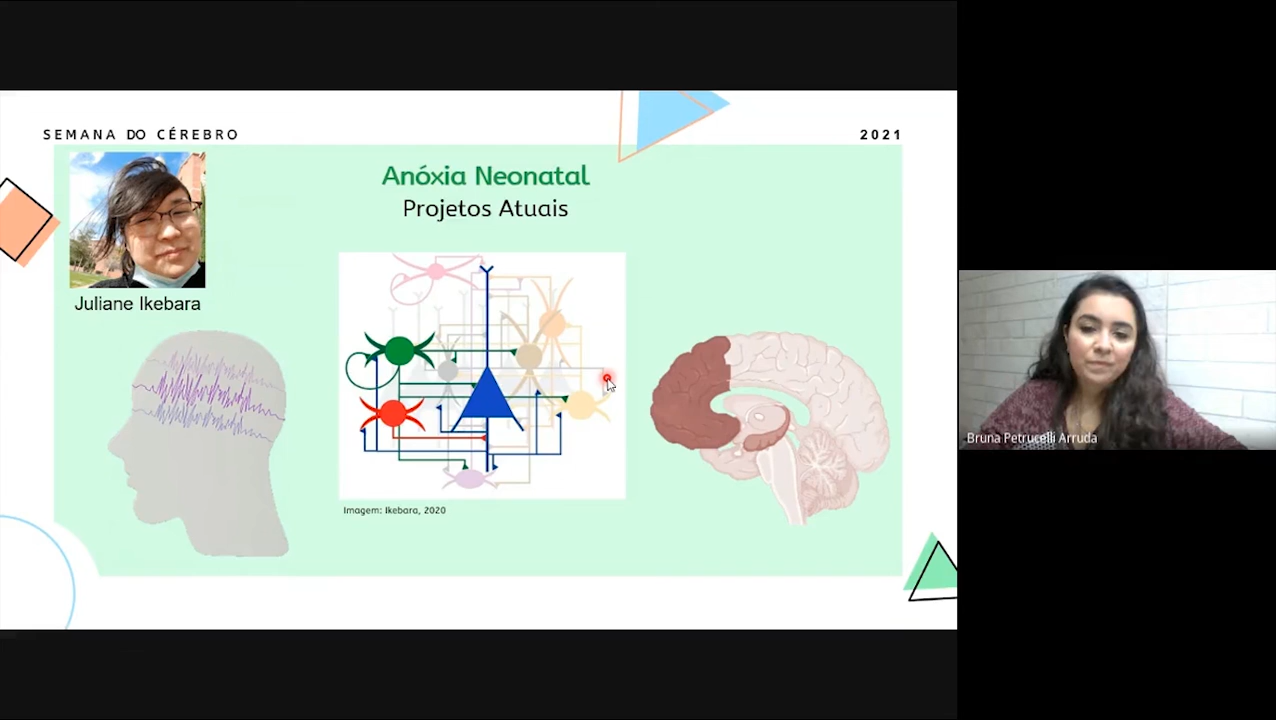 SEMANA DO CÉREBRO
2021
Anóxia Neonatal
Projetos Atuais
Juliane Ikebara
Imagem: Ikebara, 2020
Bruna Petrucelli Arruda